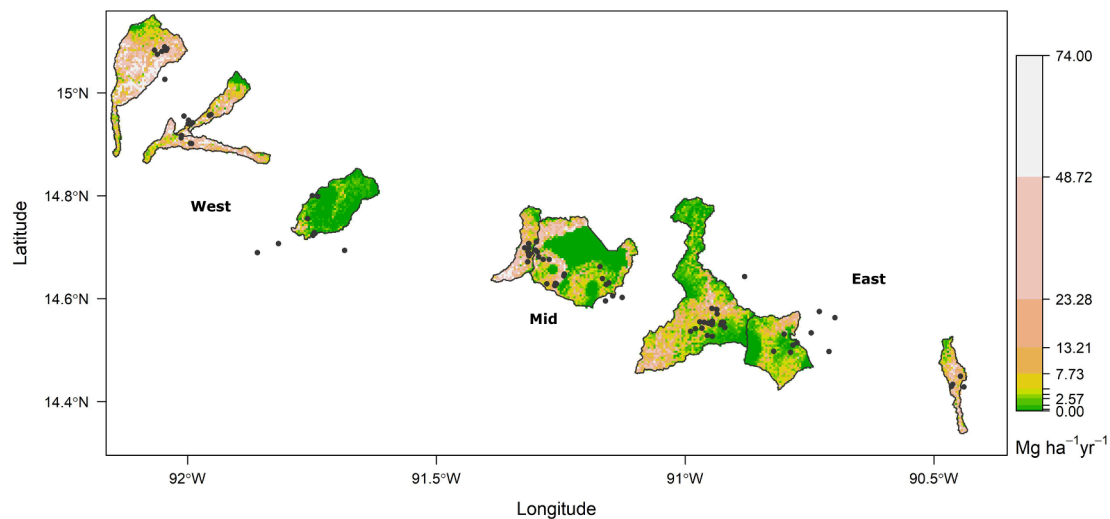 74.00
48.72
23.28
13.21
7.73
2.57
0.00
Mg ha⁻¹yr⁻¹
15°N
14.8°N
14.6°N
14.4°N
Latitude
West
Mid
East
92°W
91.5°W
91°W
90.5°W
Longitude